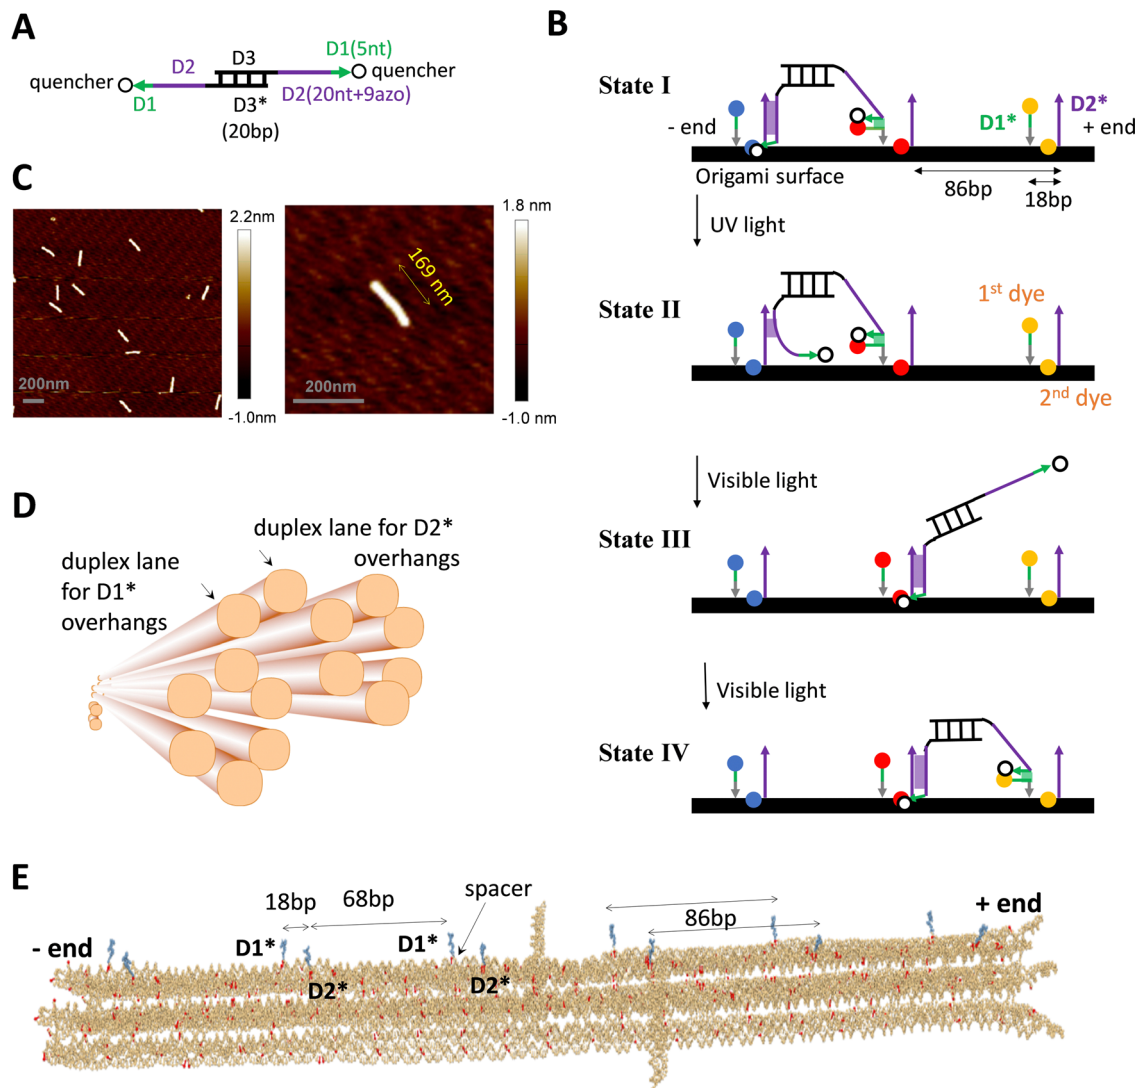 A
quencher
D1
D2
D3
D3*
(20bp)
D1(5nt)
quencher
D2(20nt+9azo)
B
State I
- end
D1*
D2*
+ end
Origami surface
86bp
18bp
UV light
State II
1st dye
2nd dye
Visible light
State III
Visible light
State IV
C
200nm
2.2nm
-1.0nm
169 nm
200nm
1.8 nm
-1.0 nm
D
duplex lane for D2*
overhangs
duplex lane
for D1*
overhangs
E
- end
18bp
68bp
spacer
D1*
D2*
D1*
D2*
86bp
+ end